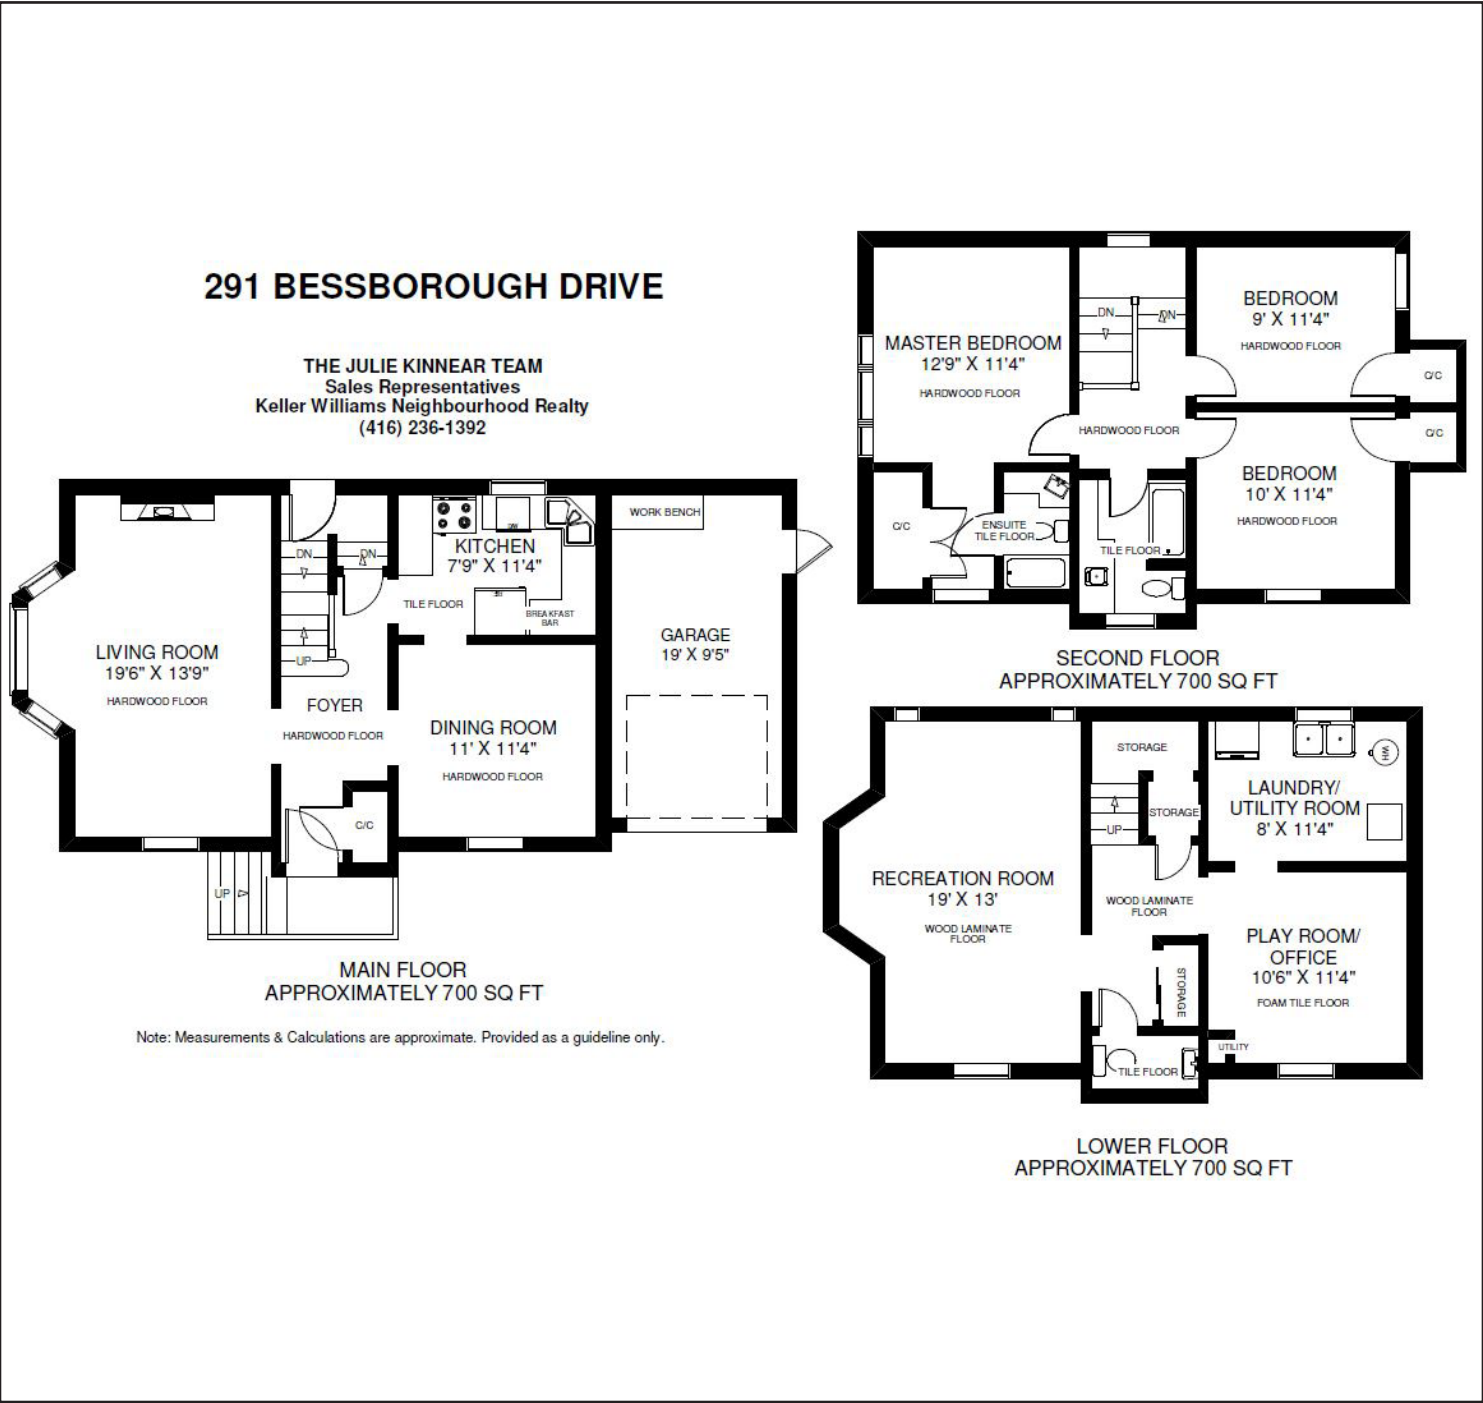 291 BESSBOROUGH DRIVE
THE JULIE KINNEAR TEAM
Sales Representatives
Keller Williams Neighbourhood Realty
(416) 236-1392
LIVING ROOM
19'6" X 13'9"
HARDWOOD FLOOR
DN
DN
UP
FOYER
HARDWOOD FLOOR
C/C
UP
KITCHEN
7'9" X 11'4"
TILE FLOOR
BREAKFAST
BAR
DINING ROOM
11' X 11'4"
HARDWOOD FLOOR
WORK BENCH
GARAGE
19' X 9'5"
MAIN FLOOR
APPROXIMATELY 700 SQ FT
Note: Measurements & Calculations are approximate. Provided as a guideline only.
MASTER BEDROOM
12'9" X 11'4"
HARDWOOD FLOOR
C/C
ENSUITE
TILE FLOOR
DN
DN
HARDWOOD FLOOR
TILE FLOOR
BEDROOM
9' X 11'4"
HARDWOOD FLOOR
C/C
C/C
BEDROOM
10' X 11'4"
HARDWOOD FLOOR
SECOND FLOOR
APPROXIMATELY 700 SQ FT
RECREATION ROOM
19' X 13'
WOOD LAMINATE
FLOOR
STORAGE
STORAGE
UP
WOOD LAMINATE
FLOOR
STORAGE
TILE FLOOR
LAUNDRY/
UTILITY ROOM
8' X 11'4"
WH
PLAY ROOM/
OFFICE
10'6" X 11'4"
FOAM TILE FLOOR
UTILITY
LOWER FLOOR
APPROXIMATELY 700 SQ FT